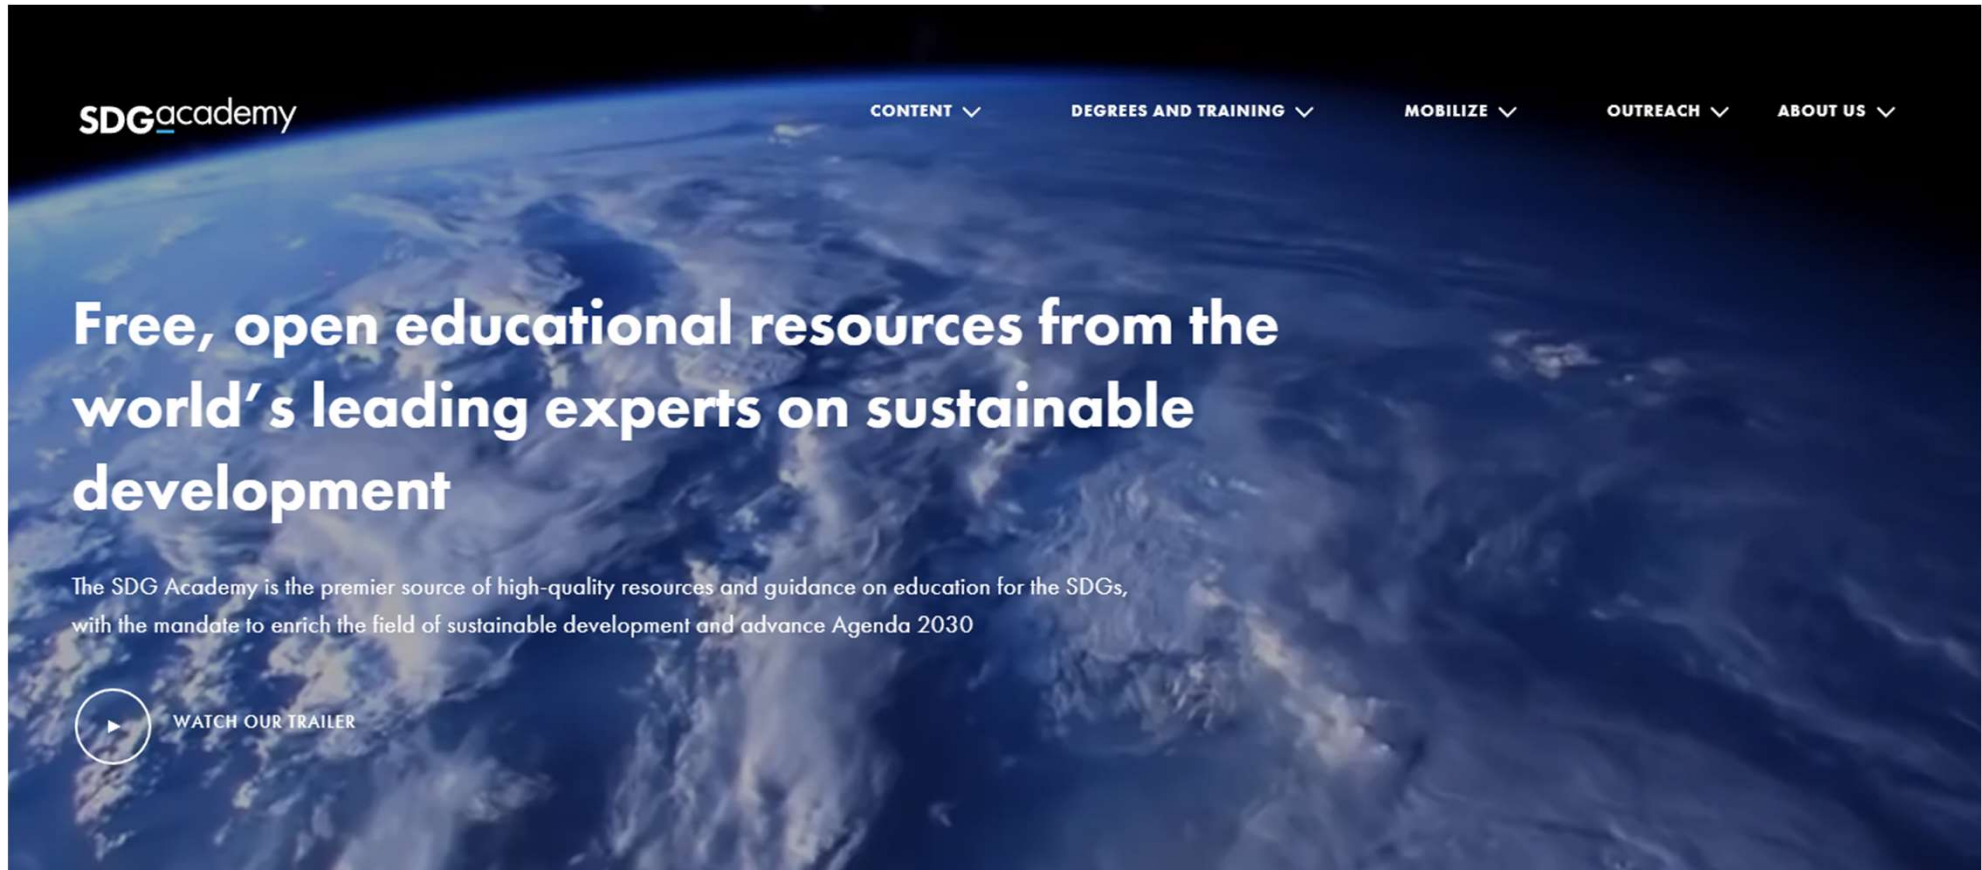 SDGacademy
CONTENT
DEGREES AND TRAINING
MOBILIZE
OUTREACH
ABOUT US
Free, open educational resources from the
world’s leading experts on sustainable
development
The SDG Academy is the premier source of high-quality resources and guidance on education for the SDGs,
with the mandate to enrich the field of sustainable development and advance Agenda 2030
WATCH OUR TRAILER